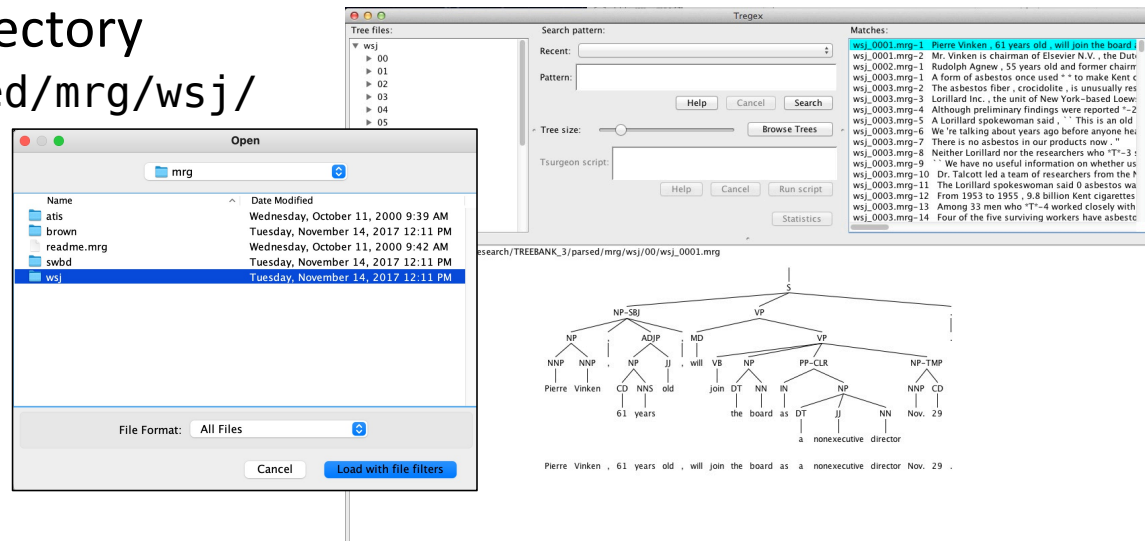 ectory
ed/mrg/wsj/
Tregex
Tree files:
wsj
00
01
02
03
04
05
Search pattern:
Recent:
Pattern:
Help Cancel Search
Tree size: Browse Trees
Tsurgeon script:
Help Cancel Run script
Statistics
Matches:
wsj_0001.mrg-1 Pierre Vinken , 61 years old , will join the board
wsj_0001.mrg-2 Mr. Vinken is chairman of Elsevier N.V. , the Dut
wsj_0002.mrg-1 Rudolph Agnew , 55 years old and former chairm
wsj_0003.mrg-1 A form of asbestos once used * * to make Kent c
wsj_0003.mrg-2 The asbestos fiber , crocidolite , is unusually res
wsj_0003.mrg-3 Lorillard Inc. , the unit of New York-based Loews
wsj_0003.mrg-4 Although preliminary findings were reported *-2
wsj_0003.mrg-5 A Lorillard spokewoman said , `` This is an old
wsj_0003.mrg-6 We 're talking about years ago before anyone hea
wsj_0003.mrg-7 There is no asbestos in our products now . "
wsj_0003.mrg-8 Neither Lorillard nor the researchers who *T*-3 s
wsj_0003.mrg-9 `` We have no useful information on whether us
wsj_0003.mrg-10 Dr. Talcott led a team of researchers from the N
wsj_0003.mrg-11 The Lorillard spokeswoman said 0 asbestos wa
wsj_0003.mrg-12 From 1953 to 1955 , 9.8 billion Kent cigarettes
wsj_0003.mrg-13 Among 33 men who *T*-4 worked closely with
wsj_0003.mrg-14 Four of the five surviving workers have asbesto
Open
mrg
Name Date Modified
atis Wednesday, October 11, 2000 9:39 AM
brown Tuesday, November 14, 2017 12:11 PM
readme.mrg Wednesday, October 11, 2000 9:42 AM
swbd Tuesday, November 14, 2017 12:11 PM
wsj Tuesday, November 14, 2017 12:11 PM
File Format: All Files
Cancel Load with file filters
esearch/TREEBANK_3/parsed/mrg/wsj/00/wsj_0001.mrg
S
NP-SBJ VP .
NP , ADJP , MD VP .
NNP NNP , NP JJ , will VB NP PP-CLR NP-TMP
Pierre Vinken CD NNS old join DT NN IN NP NNP CD
61 years the board as DT JJ NN Nov. 29
a nonexecutive director
Pierre Vinken , 61 years old , will join the board as a nonexecutive director Nov. 29 .